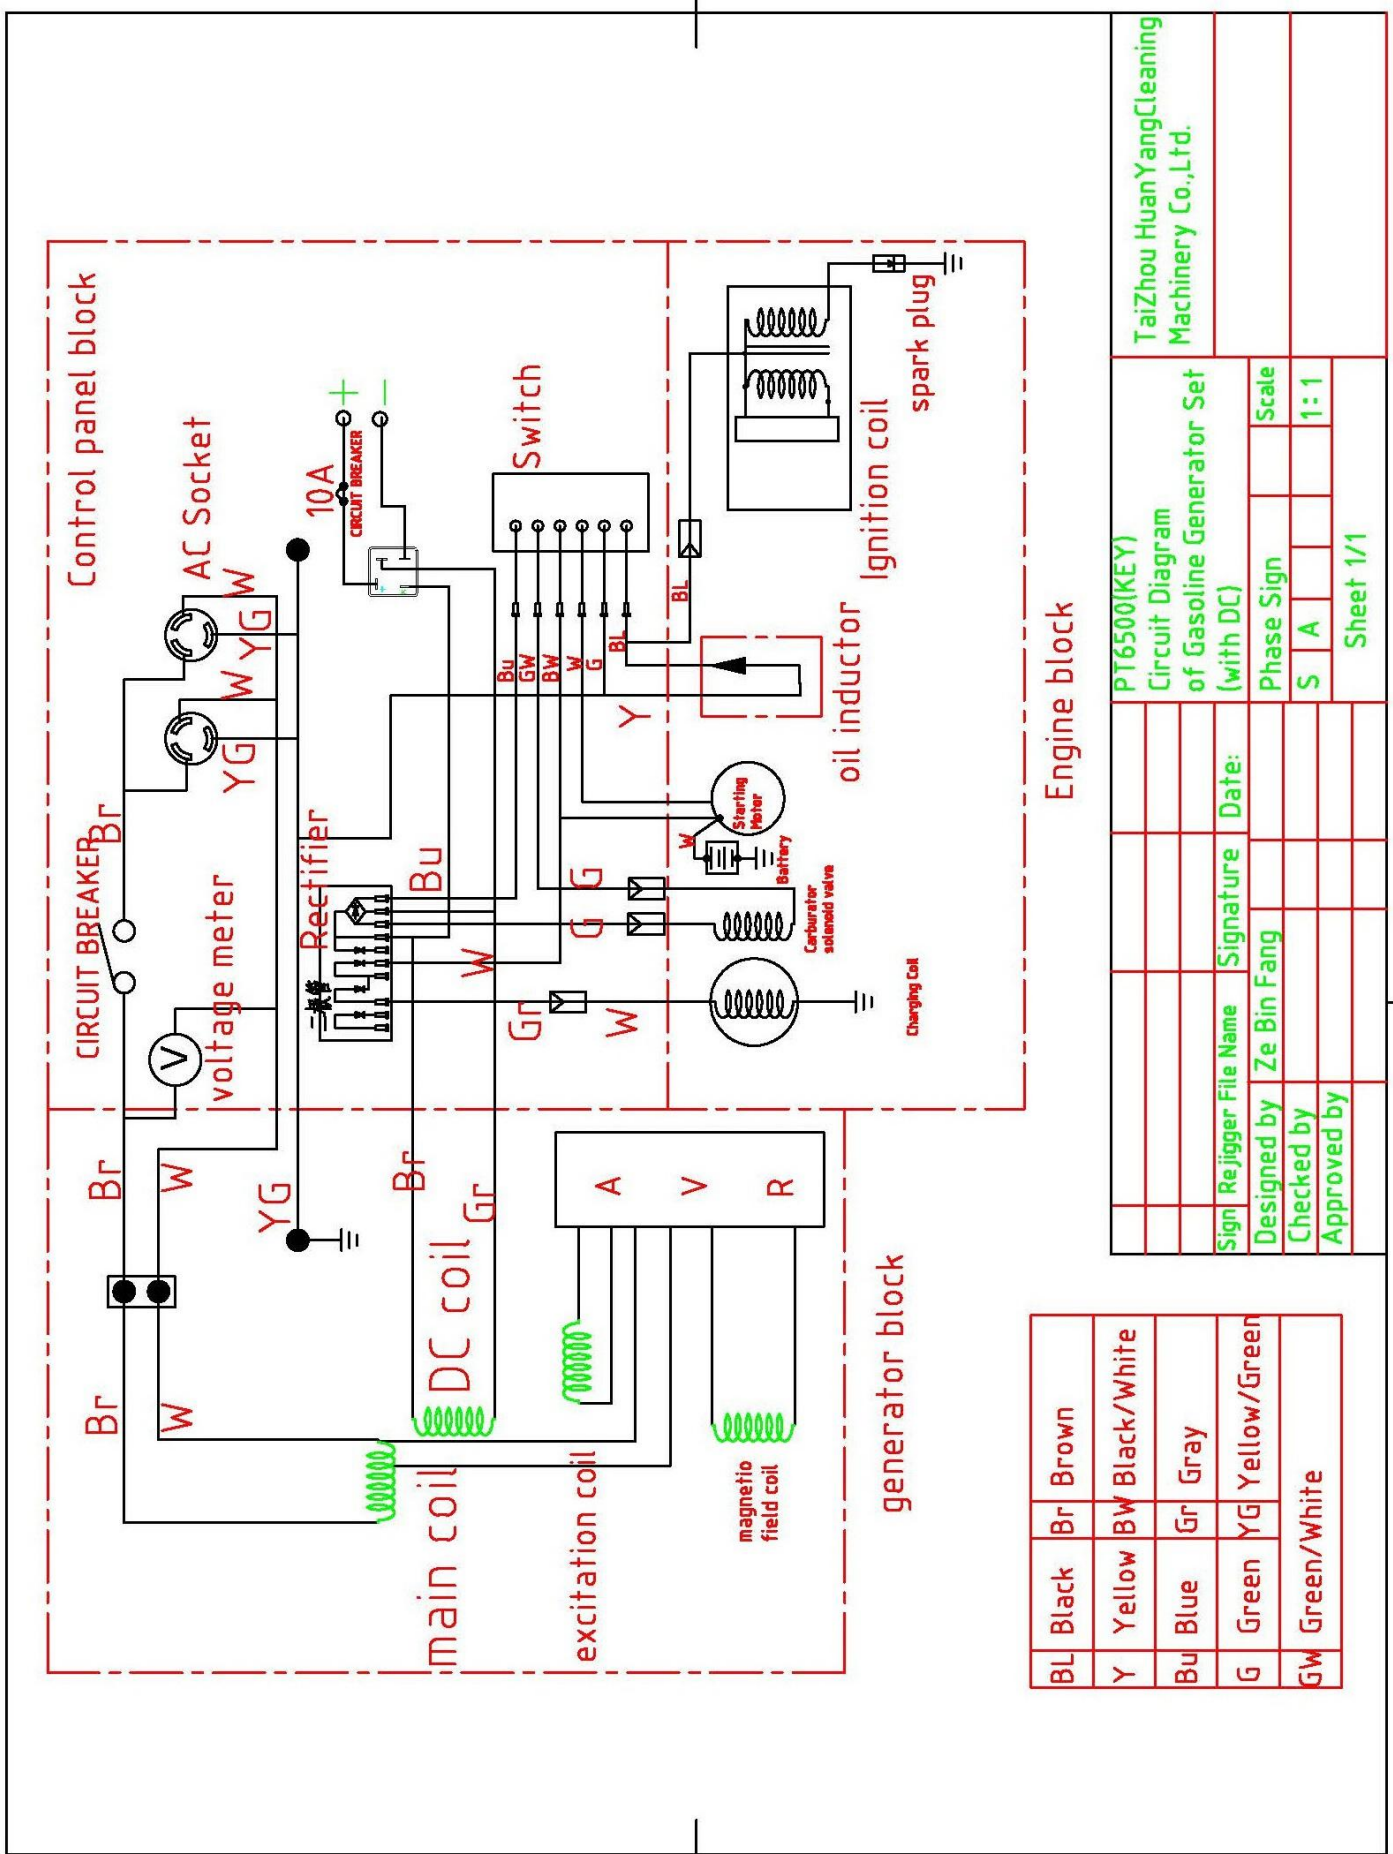 Control panel block
CIRCUIT BREAKER
Br
AC Socket
Br
Br
W
W
V
voltage meter
YG
W
YG
W
YG
10A
CIRCUIT BREAKER
+
-
Rectifier
二极管
Bu
Br
DC coil
Gr
main coil
W
Switch
Bu
GW
BW
W
G
BL
BL
Y
Gr
W
G
G
excitation coil
A
V
R
magnetio
field coil
generator block
Charging Coil
Carburator
solenoid valve
W
Battery
Starting
Motor
oil inductor
Ignition coil
spark plug
Engine block
BL Black Br Brown
Y Yellow BW Black/White
Bu Blue Gr Gray
G Green YG Yellow/Green
GW Green/White
Sign Rejigger File Name Signature Date:
Designed by Ze Bin Fang
Checked by
Approved by
PT6500(KEY)
Circuit Diagram
of Gasoline Generator Set
(with DC)
Phase Sign Scale
S A 1:1
Sheet 1/1
TaiZhou HuanYangCleaning
Machinery Co.,Ltd.